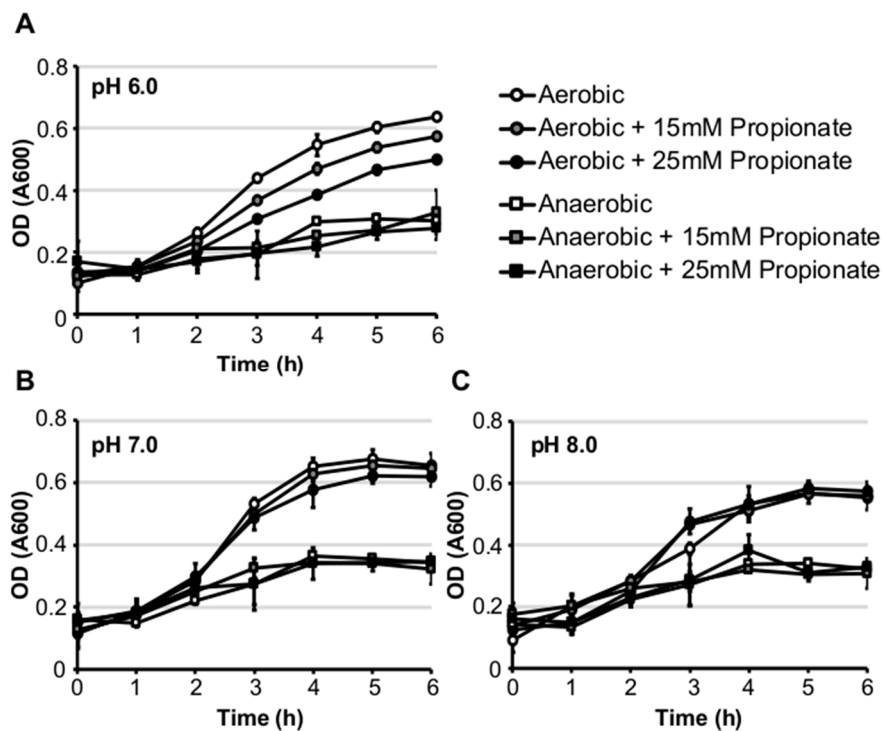 A
pH 6.0
OD (A600)
0.8
0.6
0.4
0.2
0
0 1 2 3 4 5 6
Time (h)
Aerobic
Aerobic + 15mM Propionate
Aerobic + 25mM Propionate
Anaerobic
Anaerobic + 15mM Propionate
Anaerobic + 25mM Propionate
B
pH 7.0
OD (A600)
0.8
0.6
0.4
0.2
0
0 1 2 3 4 5 6
Time (h)
C
pH 8.0
OD (A600)
0.8
0.6
0.4
0.2
0
0 1 2 3 4 5 6
Time (h)